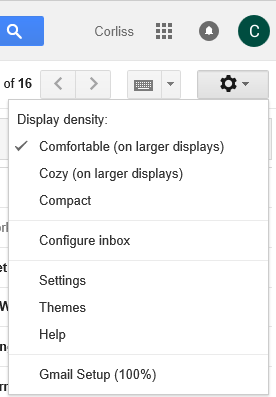 Corliss
C
of 16
Display density:
Comfortable (on larger displays)
Cozy (on larger displays)
Compact
Configure inbox
Settings
Themes
Help
Gmail Setup (100%)